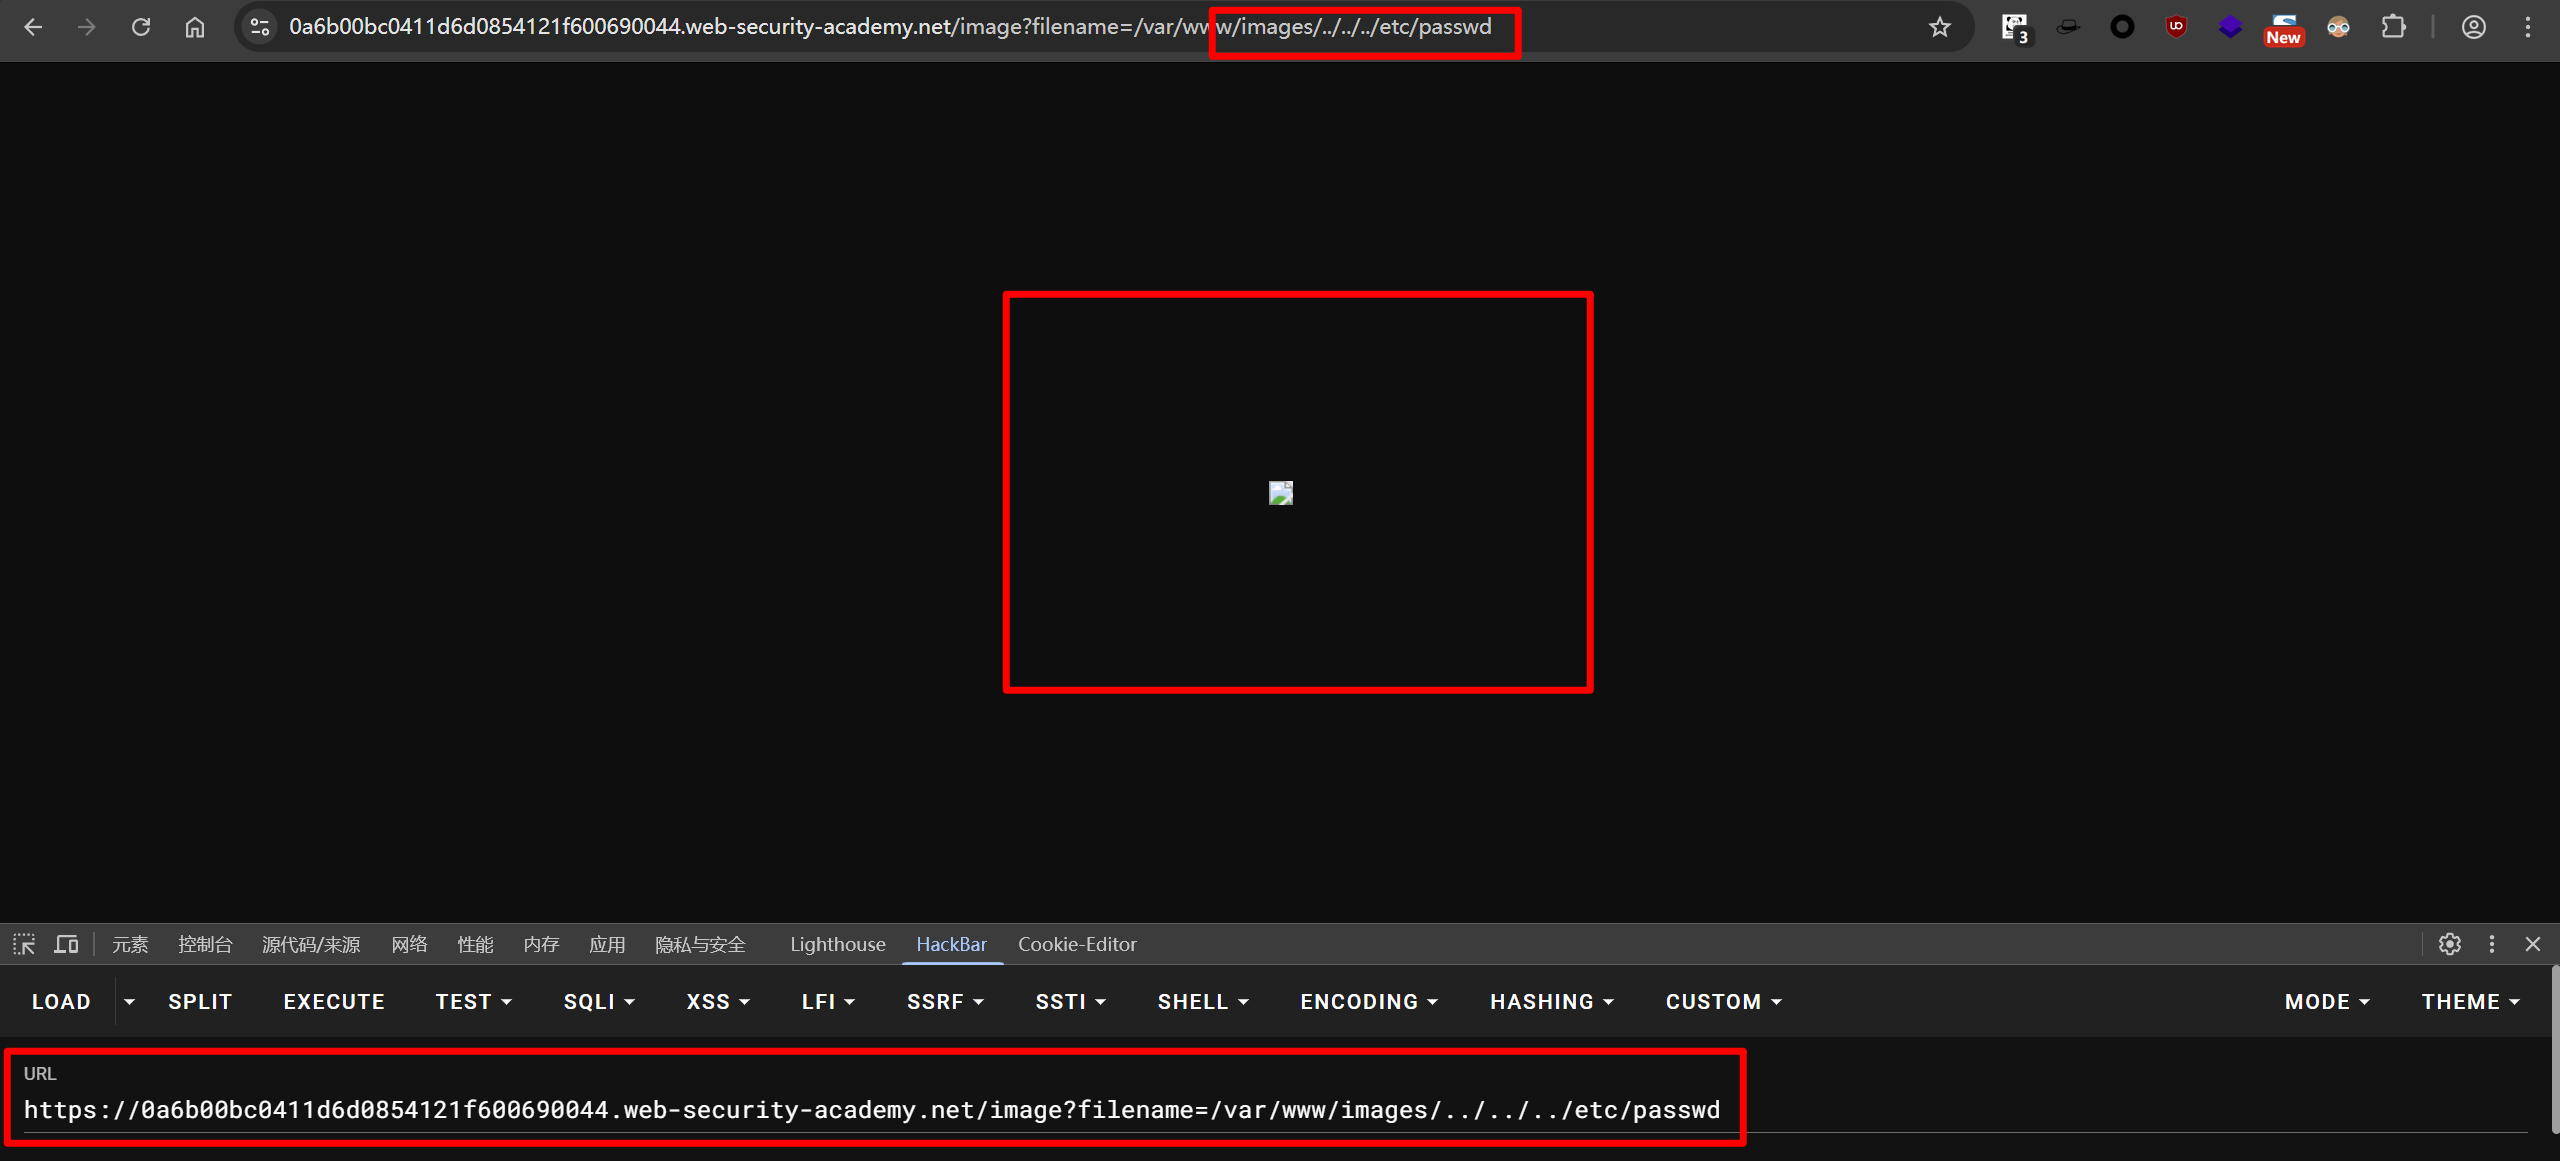 0a6b00bc0411d6d0854121f600690044.web-security-academy.net/image?filename=/var/www/images/../../../etc/passwd
3
UD
New
元素 控制台 源代码/来源 网络 性能 内存 应用 隐私与安全 Lighthouse HackBar Cookie-Editor
LOAD SPLIT EXECUTE TEST SQLI XSS LFI SSRF SSTI SHELL ENCODING HASHING CUSTOM MODE THEME
URL
https://0a6b00bc0411d6d0854121f600690044.web-security-academy.net/image?filename=/var/www/images/../../../etc/passwd